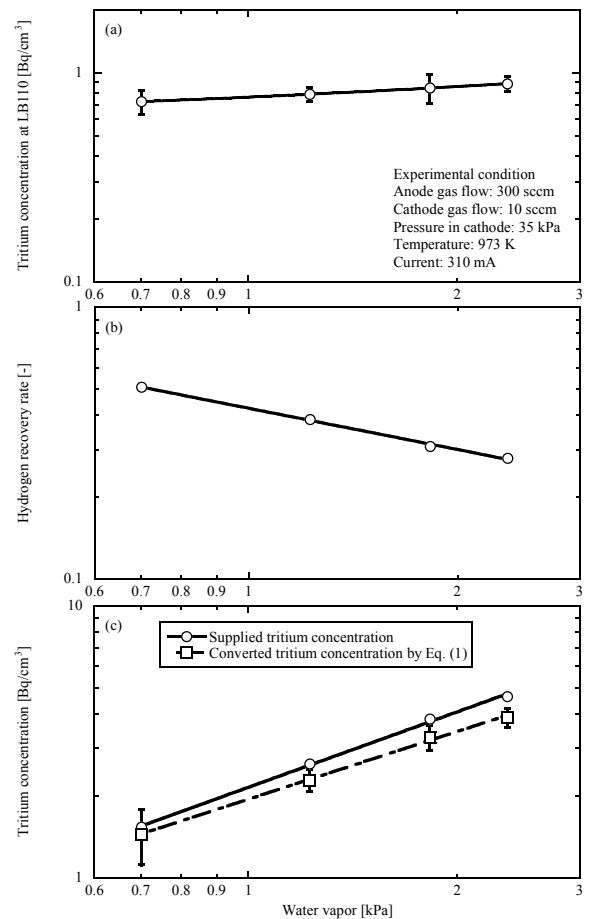 (a)
Tritium concentration at LB110 [Bq/cm³]
1
0.1
Experimental condition
Anode gas flow: 300 sccm
Cathode gas flow: 10 sccm
Pressure in cathode: 35 kPa
Temperature: 973 K
Current: 310 mA
0.6 0.7 0.8 0.9 1 2 3
(b)
Hydrogen recovery rate [-]
1
0.1
0.6 0.7 0.8 0.9 1 2 3
(c)
Tritium concentration [Bq/cm³]
10
1
Supplied tritium concentration
Converted tritium concentration by Eq. (1)
0.6 0.7 0.8 0.9 1 2 3
Water vapor [kPa]